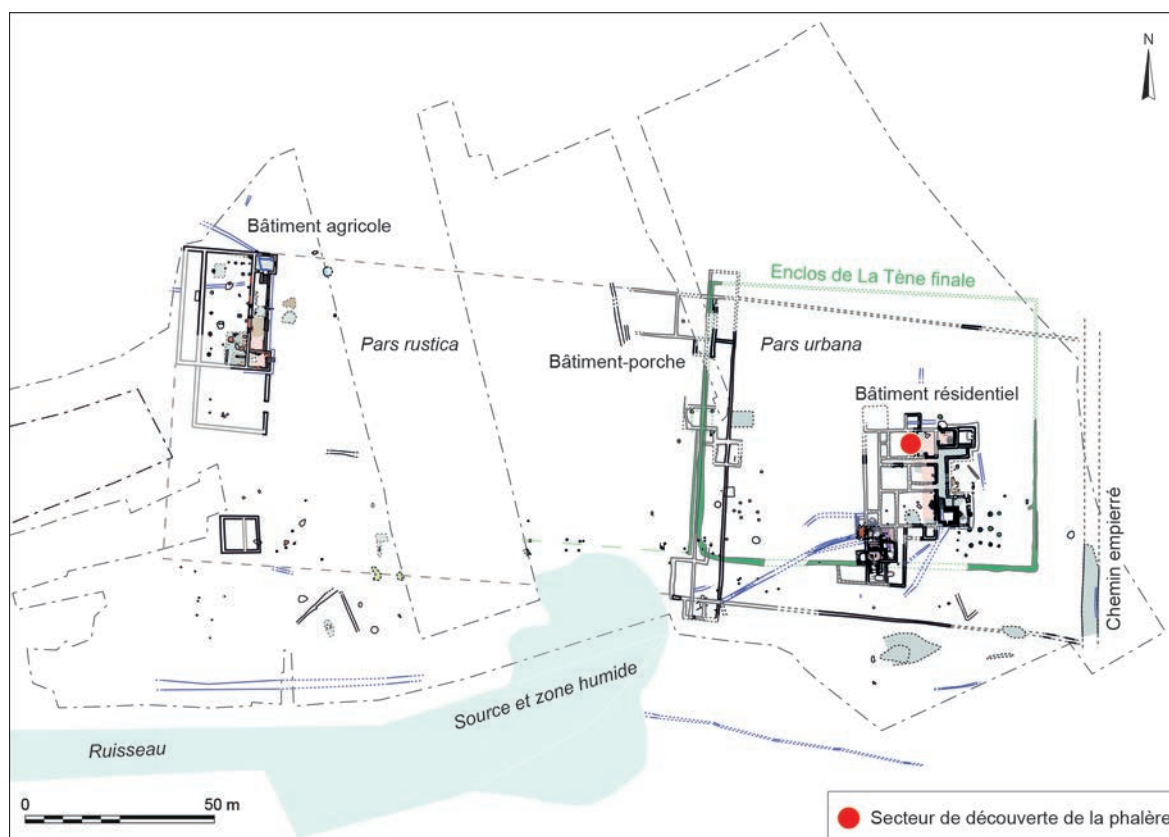 N
Bâtiment agricole
Enclos de La Tène finale
Pars rustica
Bâtiment-porche
Pars urbana
Bâtiment résidentiel
Chemin empierré
Source et zone humide
Ruisseau
0 50 m
Secteur de découverte de la phalère